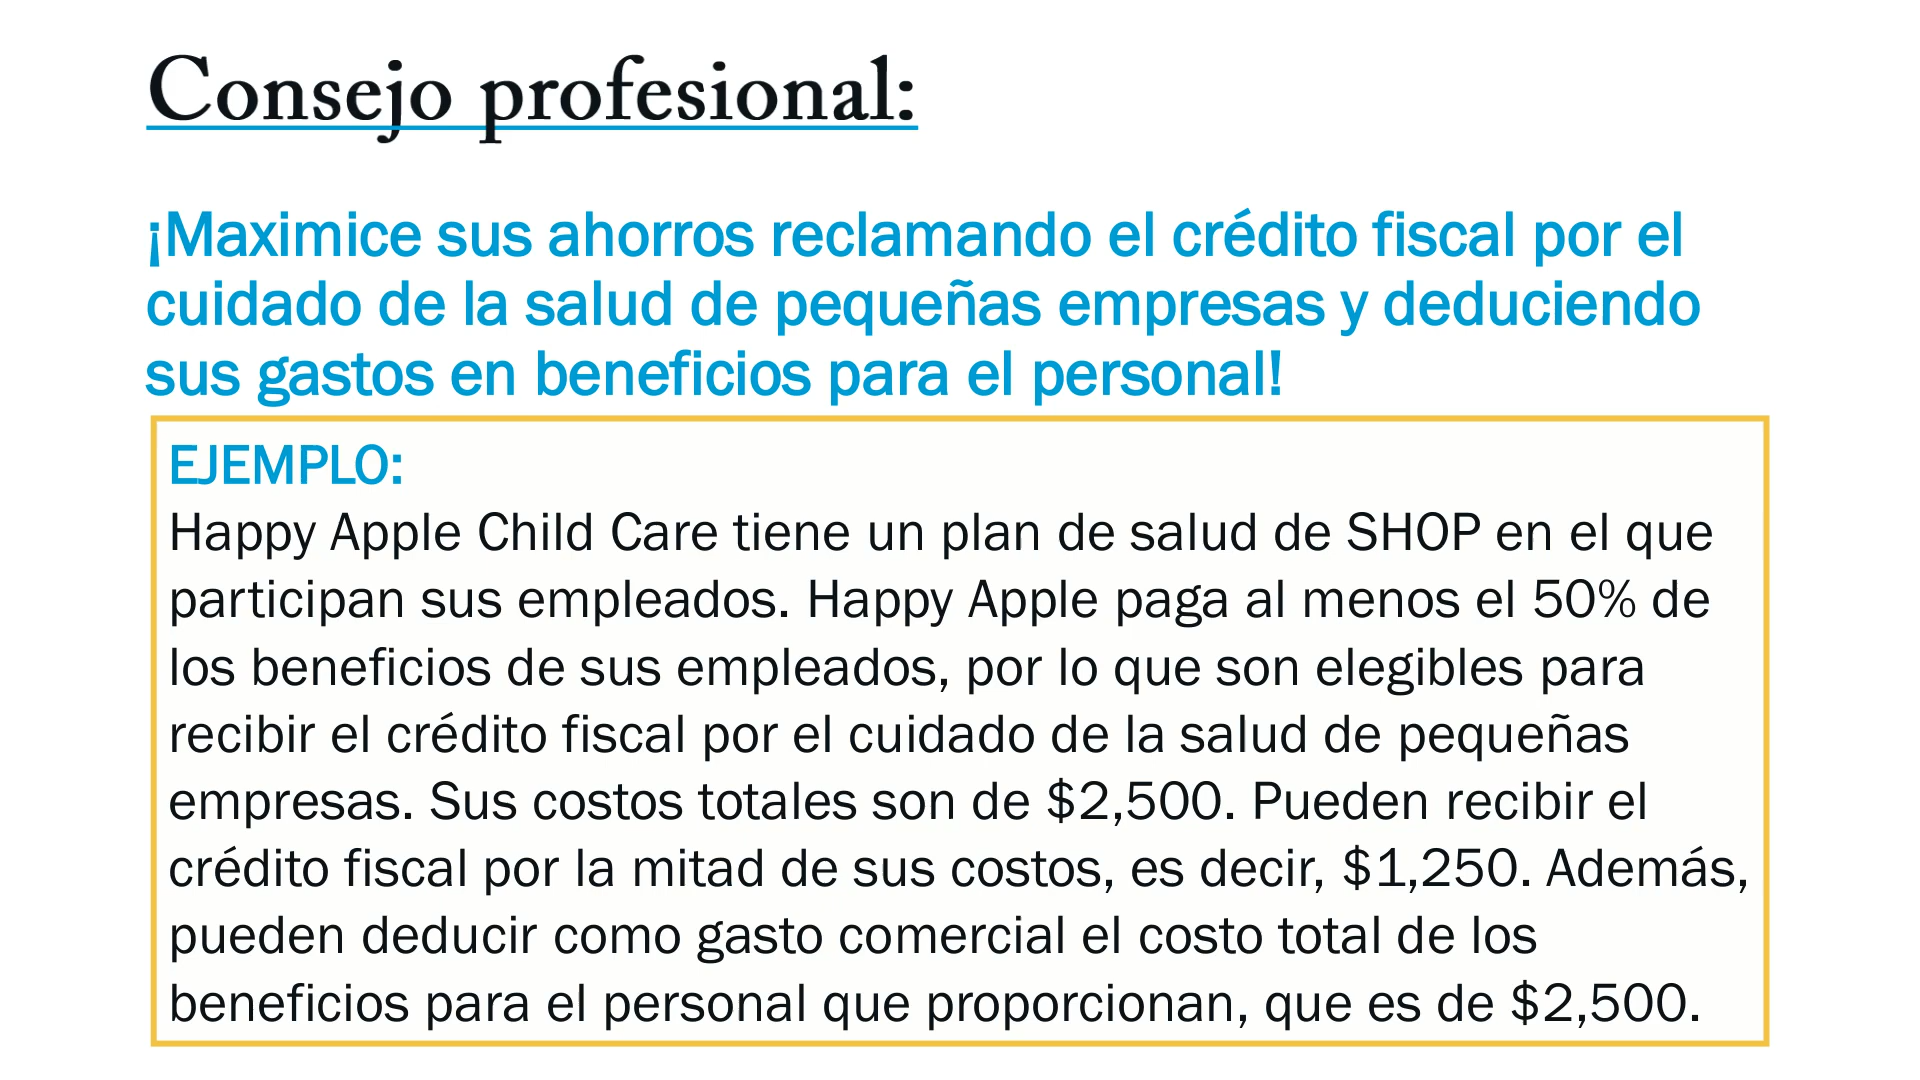 Consejo profesional:
¡Maximice sus ahorros reclamando el crédito fiscal por el
cuidado de la salud de pequeñas empresas y deduciendo
sus gastos en beneficios para el personal!
EJEMPLO:
Happy Apple Child Care tiene un plan de salud de SHOP en el que
participan sus empleados. Happy Apple paga al menos el 50% de
los beneficios de sus empleados, por lo que son elegibles para
recibir el crédito fiscal por el cuidado de la salud de pequeñas
empresas. Sus costos totales son de $2,500. Pueden recibir el
crédito fiscal por la mitad de sus costos, es decir, $1,250. Además,
pueden deducir como gasto comercial el costo total de los
beneficios para el personal que proporcionan, que es de $2,500.